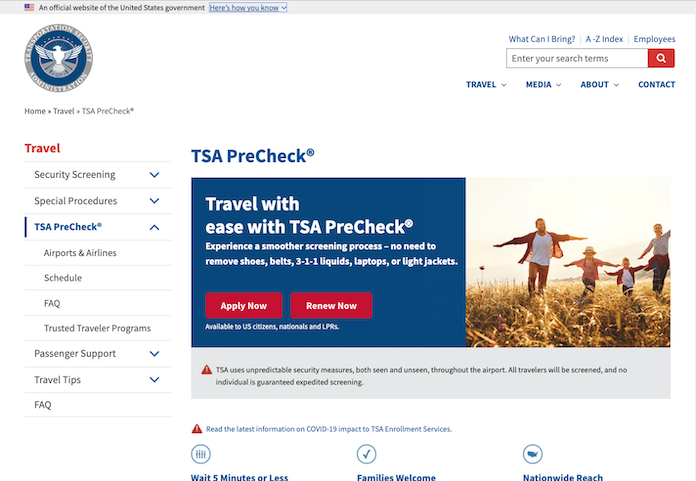 An official website of the United States government Here's how you know
TRANSPORTATION SECURITY
ADMINISTRATION
What Can I Bring? | A -Z Index | Employees
Enter your search terms
TRAVEL MEDIA ABOUT CONTACT
Home » Travel » TSA PreCheck®
Travel
Security Screening
Special Procedures
TSA PreCheck®
Airports & Airlines
Schedule
FAQ
Trusted Traveler Programs
Passenger Support
Travel Tips
FAQ
TSA PreCheck®
Travel with
ease with TSA PreCheck®
Experience a smoother screening process – no need to
remove shoes, belts, 3-1-1 liquids, laptops, or light jackets.
Apply Now Renew Now
Available to US citizens, nationals and LPRs.
TSA uses unpredictable security measures, both seen and unseen, throughout the airport. All travelers will be screened, and no
individual is guaranteed expedited screening.
Read the latest information on COVID-19 impact to TSA Enrollment Services.
Wait 5 Minutes or Less Families Welcome Nationwide Reach